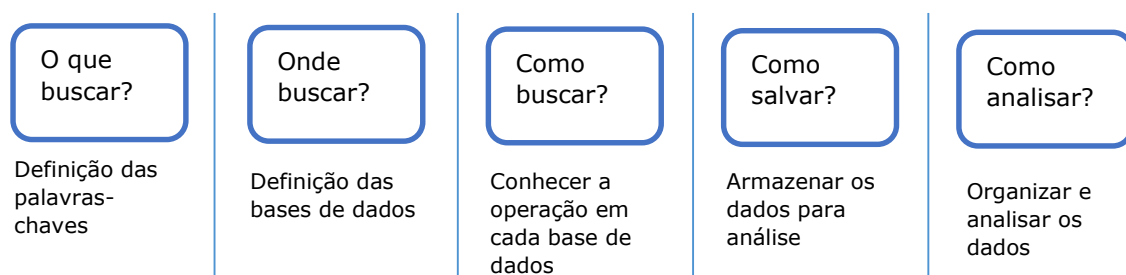 O que
buscar?
Definição das
palavras-
chaves
Onde
buscar?
Definição das
bases de dados
Como
buscar?
Conhecer a
operação em
cada base de
dados
Como
salvar?
Armazenar os
dados para
análise
Como
analisar?
Organizar e
analisar os
dados